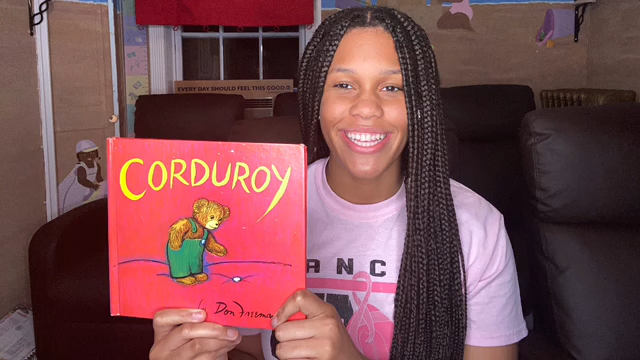 EVERY DAY SHOULD FEEL THIS GOOD
CORDUROY
by Don Freeman
ANC